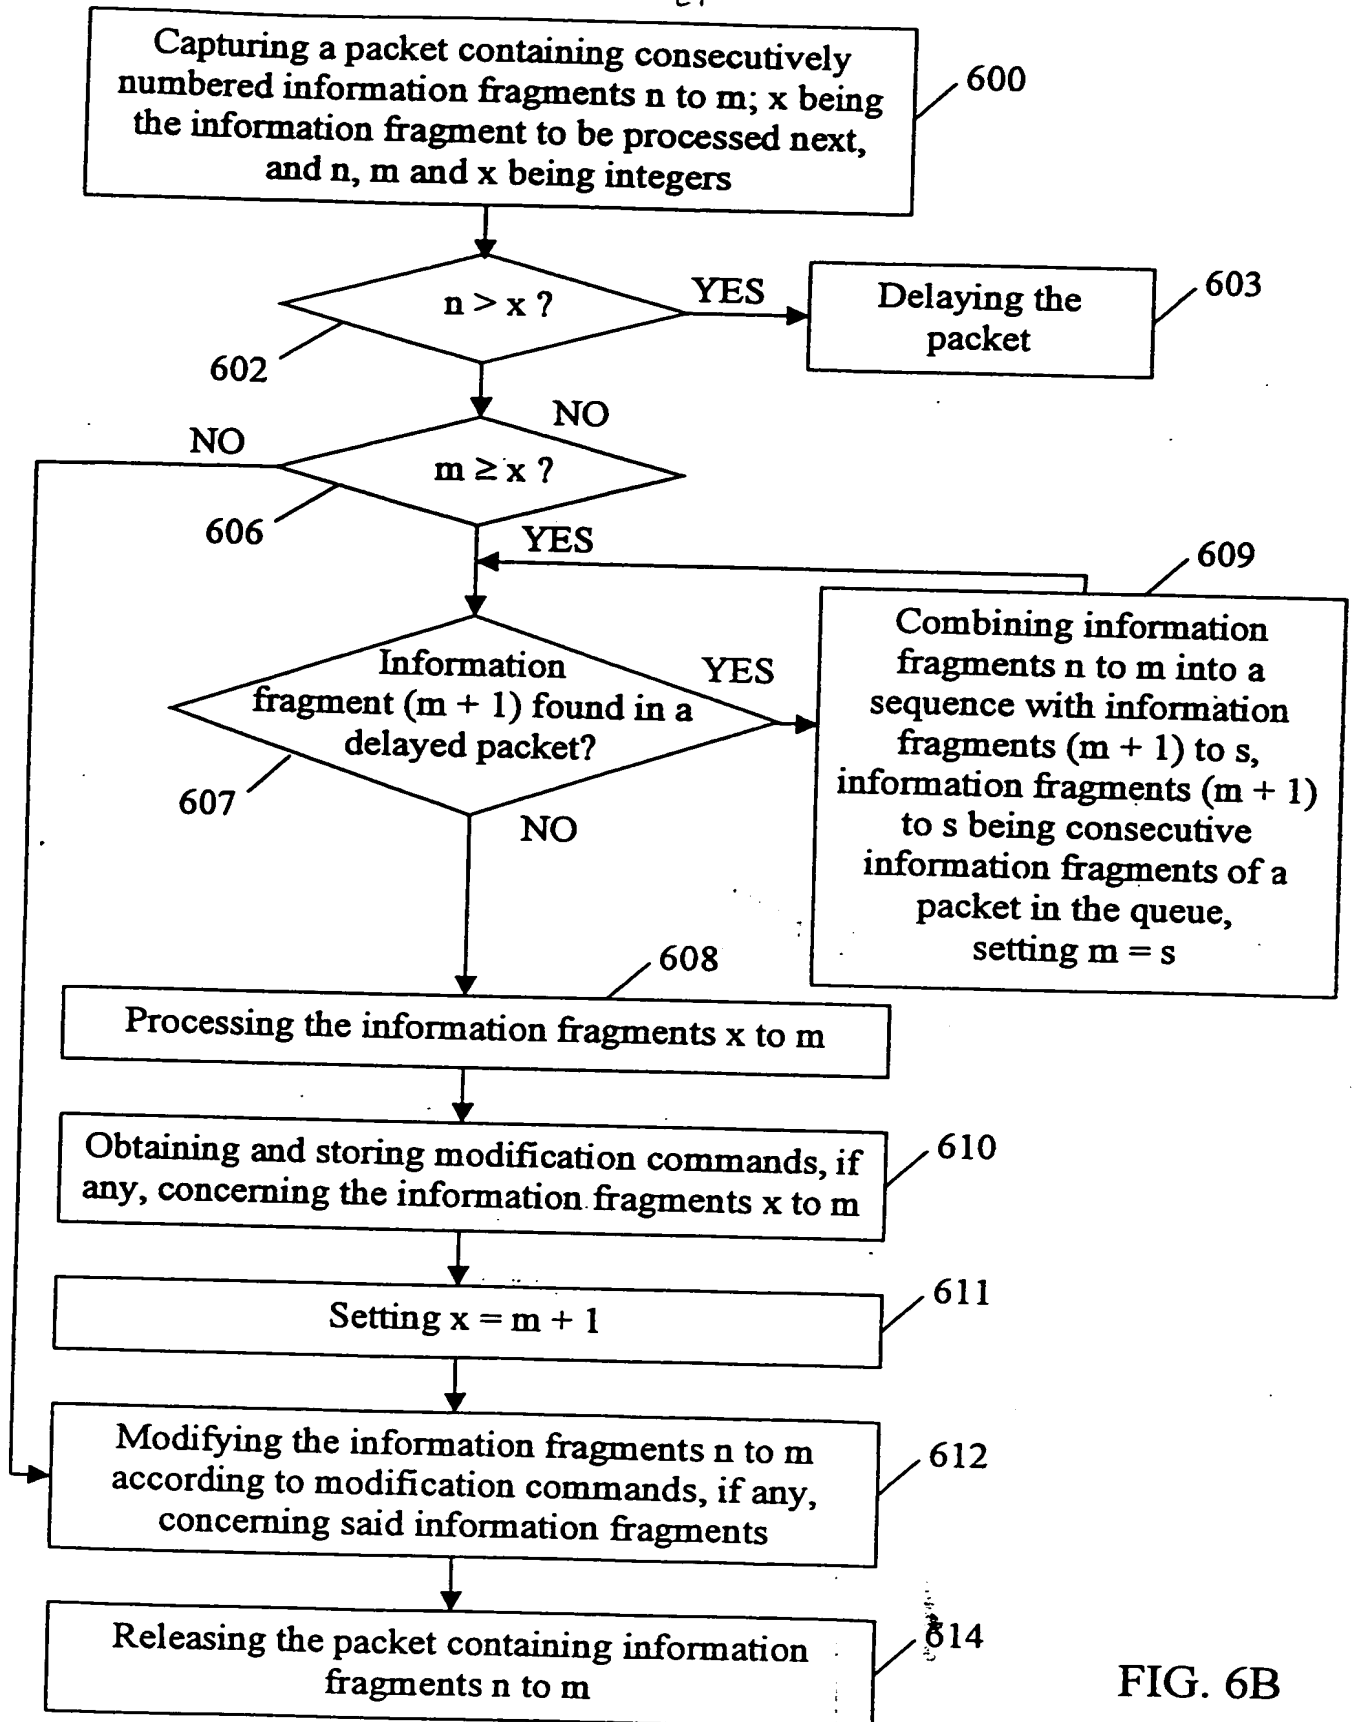 Capturing a packet containing consecutively
numbered information fragments n to m; x being
the information fragment to be processed next,
and n, m and x being integers
600
n > x ?
YES
Delaying the
packet
603
602
NO
NO
m ≥ x ?
606
YES
609
Information
fragment (m + 1) found in a
delayed packet?
YES
607
NO
Combining information
fragments n to m into a
sequence with information
fragments (m + 1) to s,
information fragments (m + 1)
to s being consecutive
information fragments of a
packet in the queue,
setting m = s
608
Processing the information fragments x to m
Obtaining and storing modification commands, if
any, concerning the information fragments x to m
610
Setting x = m + 1
611
Modifying the information fragments n to m
according to modification commands, if any,
concerning said information fragments
612
Releasing the packet containing information
fragments n to m
614
FIG. 6B